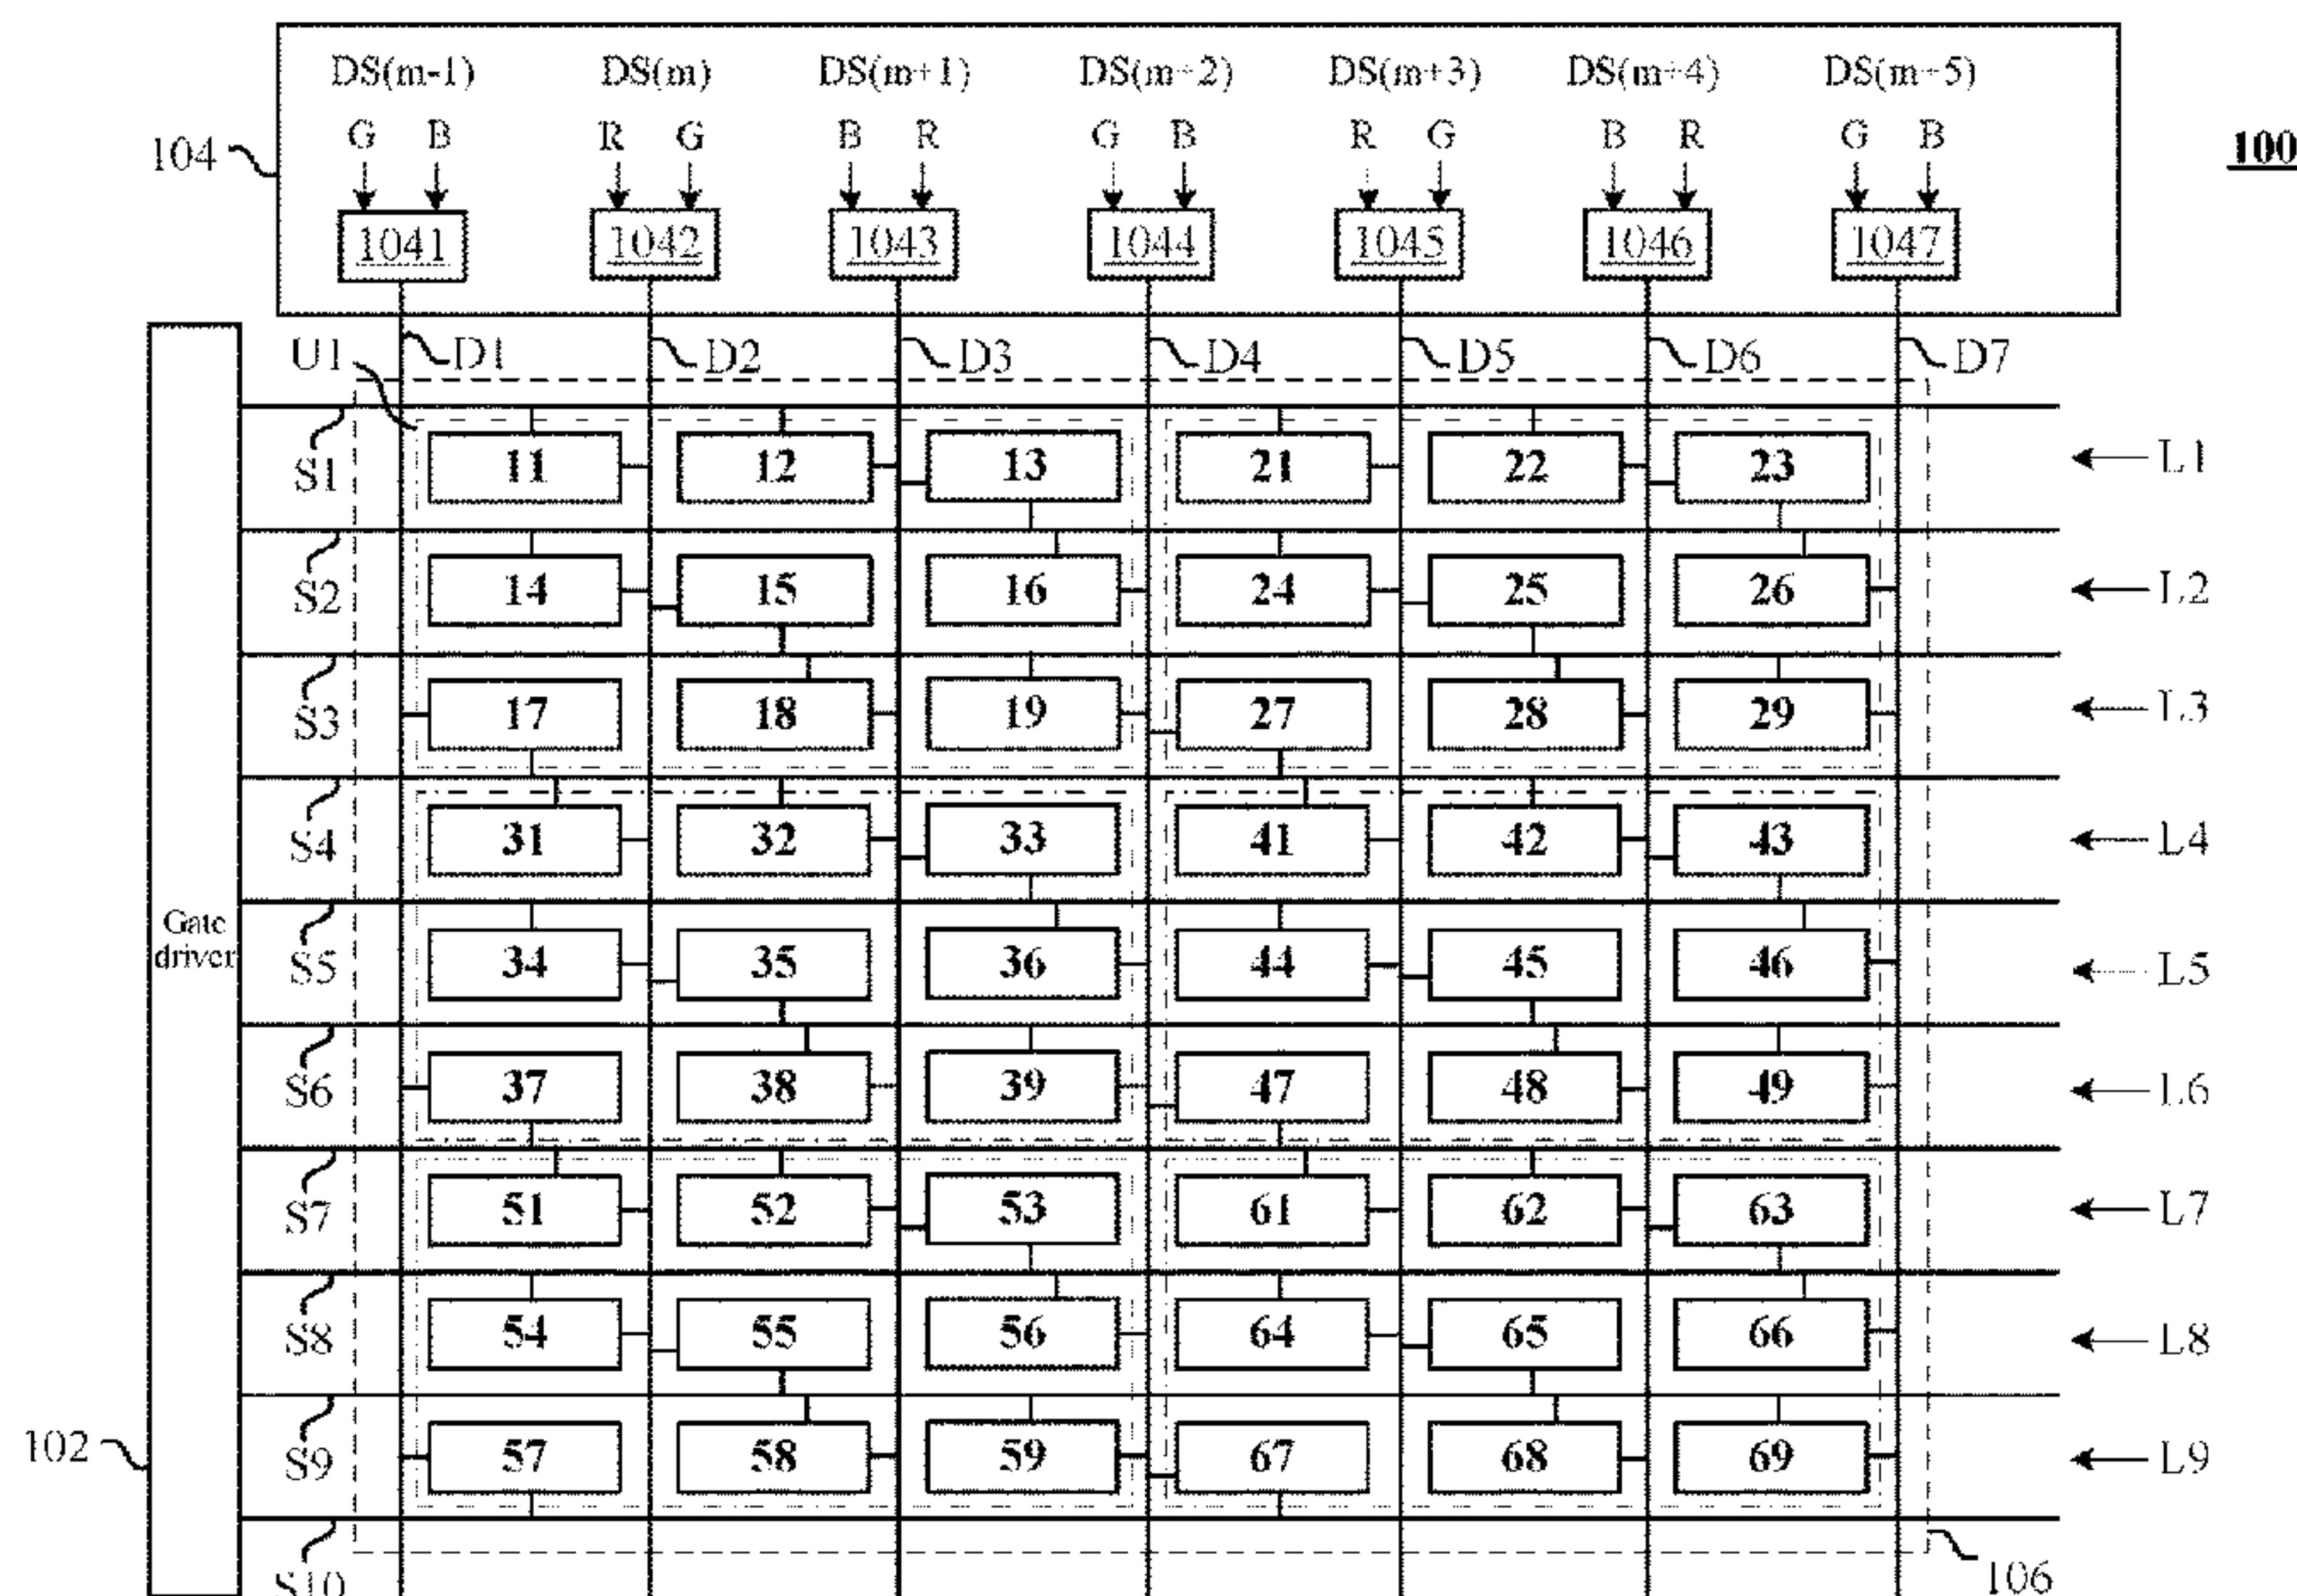 DS(m-1) DS(m) DS(m+1) DS(m+2) DS(m+3) DS(m+4) DS(m+5)
G B R G B R G B R G B R G B
104 100
1041 1042 1043 1044 1045 1046 1047
U1 D1 D2 D3 D4 D5 D6 D7
S1 11 12 13 21 22 23 L1
S2 14 15 16 24 25 26 L2
S3 17 18 19 27 28 29 L3
S4 31 32 33 41 42 43 L4
Gate
driver
S5 34 35 36 44 45 46 L5
S6 37 38 39 47 48 49 L6
S7 51 52 53 61 62 63 L7
S8 54 55 56 64 65 66 L8
102 S9 57 58 59 67 68 69 L9
S10 106